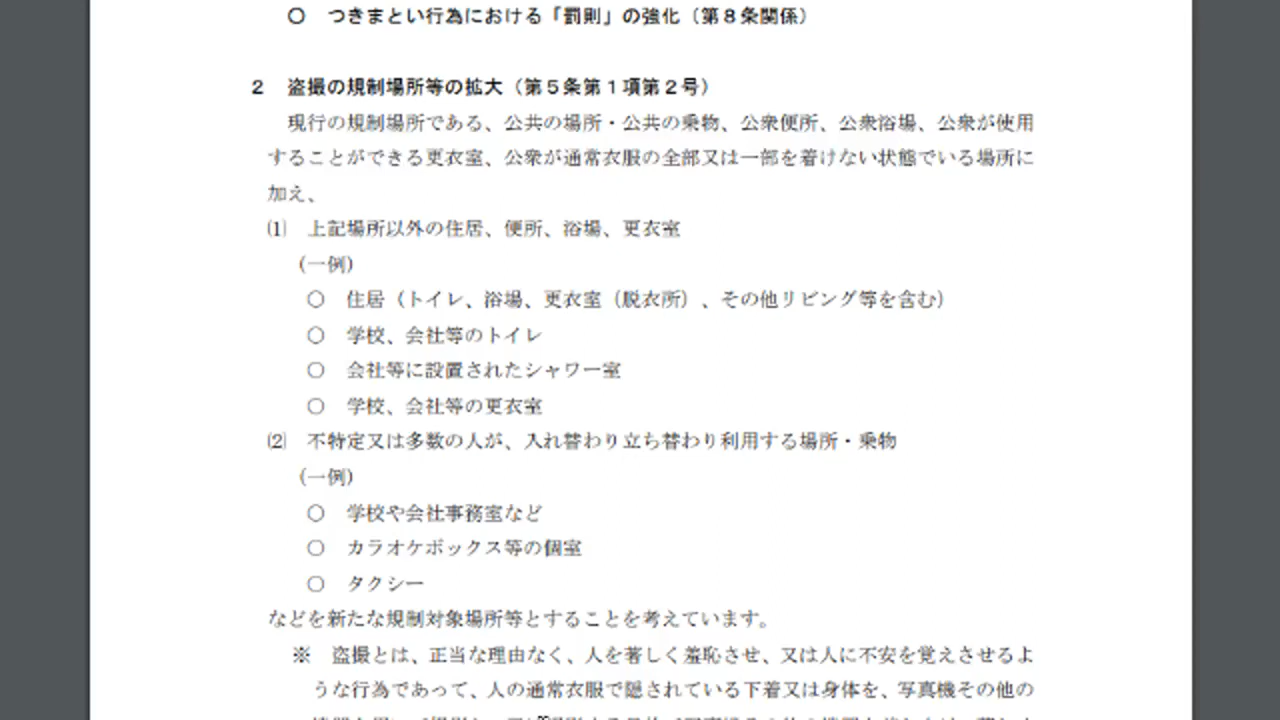 ○ つきまとい行為における「罰則」の強化（第８条関係）
２ 盗撮の規制場所等の拡大（第５条第１項第２号）
現行の規制場所である、公共の場所・公共の乗物、公衆便所、公衆浴場、公衆が使用
することができる更衣室、公衆が通常衣服の全部又は一部を着けない状態でいる場所に
加え、
⑴ 上記場所以外の住居、便所、浴場、更衣室
（一例）
○ 住居（トイレ、浴場、更衣室（脱衣所）、その他リビング等を含む）
○ 学校、会社等のトイレ
○ 会社等に設置されたシャワー室
○ 学校、会社等の更衣室
⑵ 不特定又は多数の人が、入れ替わり立ち替わり利用する場所・乗物
（一例）
○ 学校や会社事務室など
○ カラオケボックス等の個室
○ タクシー
などを新たな規制対象場所等とすることを考えています。
※ 盗撮とは、正当な理由なく、人を著しく羞恥させ、又は人に不安を覚えさせるよ
うな行為であって、人の通常衣服で隠されている下着又は身体を、写真機その他の